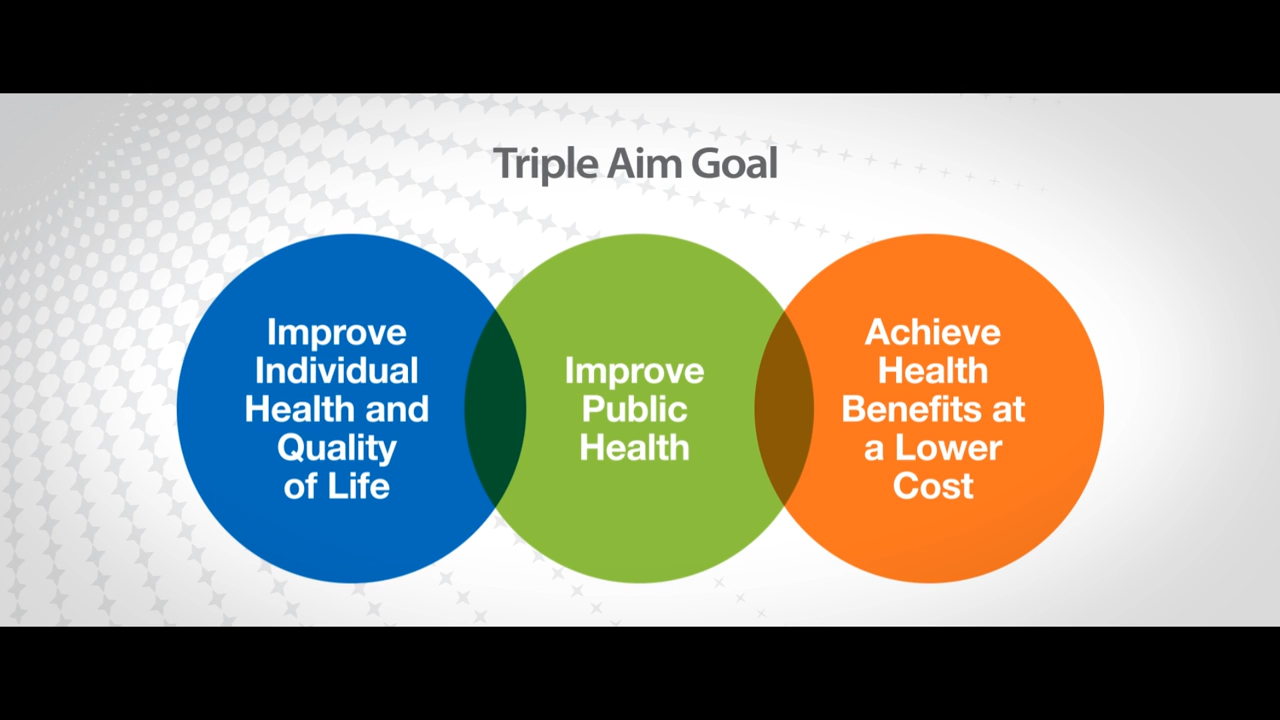 Triple Aim Goal
Improve
Individual
Health and
Quality
of Life
Improve
Public
Health
Achieve
Health
Benefits at
a Lower
Cost